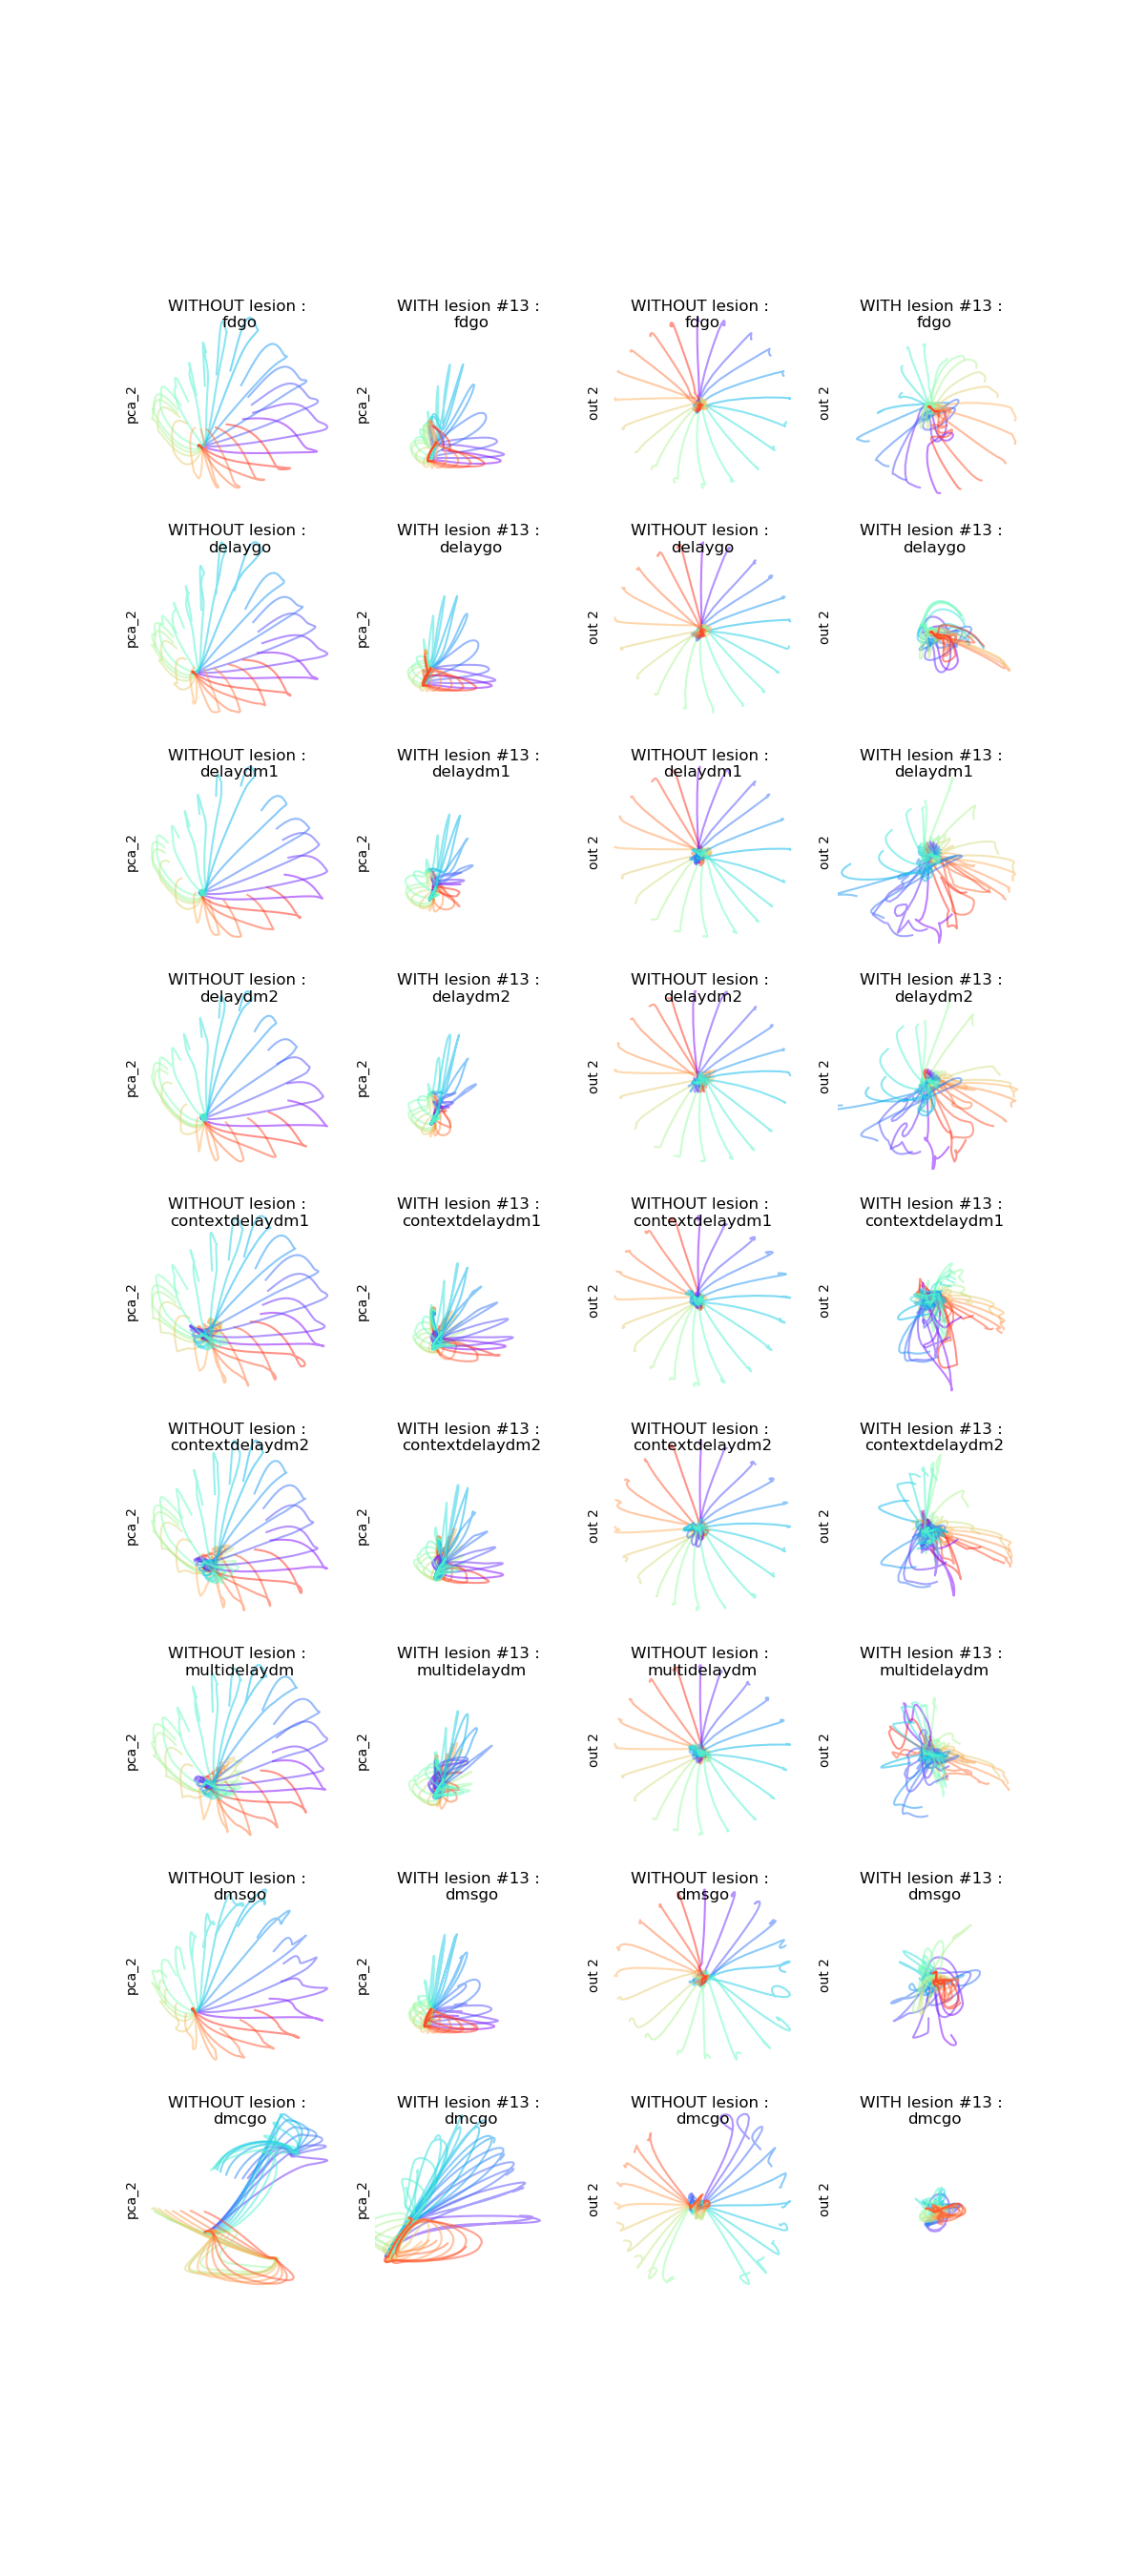 WITHOUT lesion :
fdgo
WITH lesion #13 :
fdgo
WITHOUT lesion :
fdgo
WITH lesion #13 :
fdgo
pca_2
pca_2
out 2
out 2
WITHOUT lesion :
delaygo
WITH lesion #13 :
delaygo
WITHOUT lesion :
delaygo
WITH lesion #13 :
delaygo
pca_2
pca_2
out 2
out 2
WITHOUT lesion :
delaydm1
WITH lesion #13 :
delaydm1
WITHOUT lesion :
delaydm1
WITH lesion #13 :
delaydm1
pca_2
pca_2
out 2
out 2
WITHOUT lesion :
delaydm2
WITH lesion #13 :
delaydm2
WITHOUT lesion :
delaydm2
WITH lesion #13 :
delaydm2
pca_2
pca_2
out 2
out 2
WITHOUT lesion :
contextdelaydm1
WITH lesion #13 :
contextdelaydm1
WITHOUT lesion :
contextdelaydm1
WITH lesion #13 :
contextdelaydm1
pca_2
pca_2
out 2
out 2
WITHOUT lesion :
contextdelaydm2
WITH lesion #13 :
contextdelaydm2
WITHOUT lesion :
contextdelaydm2
WITH lesion #13 :
contextdelaydm2
pca_2
pca_2
out 2
out 2
WITHOUT lesion :
multidelaydm
WITH lesion #13 :
multidelaydm
WITHOUT lesion :
multidelaydm
WITH lesion #13 :
multidelaydm
pca_2
pca_2
out 2
out 2
WITHOUT lesion :
dmsgo
WITH lesion #13 :
dmsgo
WITHOUT lesion :
dmsgo
WITH lesion #13 :
dmsgo
pca_2
pca_2
out 2
out 2
WITHOUT lesion :
dmcgo
WITH lesion #13 :
dmcgo
WITHOUT lesion :
dmcgo
WITH lesion #13 :
dmcgo
pca_2
pca_2
out 2
out 2